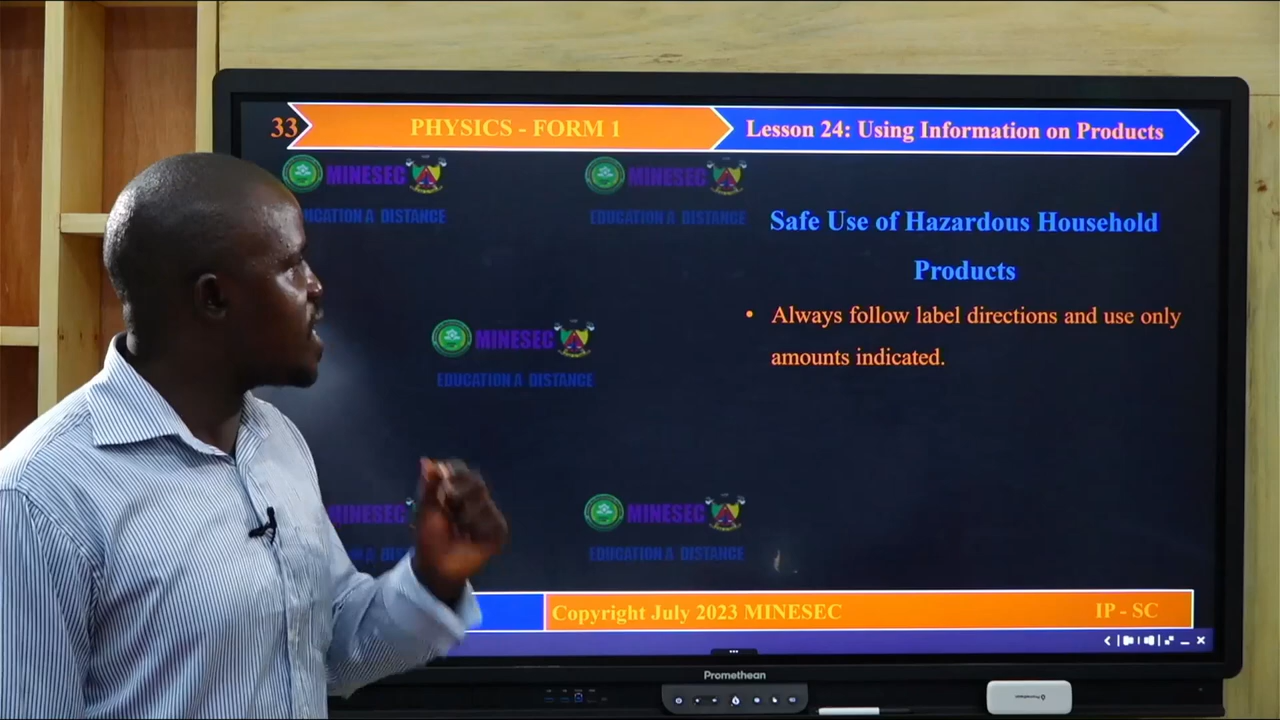 33
PHYSICS - FORM 1
Lesson 24: Using Information on Products
MINESEC
MINESEC
EDUCATION A DISTANCE
Safe Use of Hazardous Household
Products
• Always follow label directions and use only
amounts indicated.
MINESEC
EDUCATION A DISTANCE
MINESEC
MINESEC
EDUCATION A DISTANCE
Copyright July 2023 MINESEC
IP - SC
Promethean